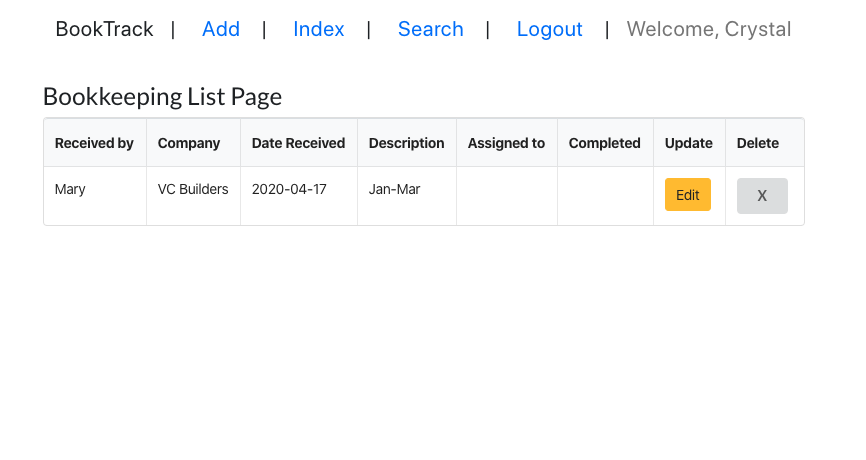 BookTrack | Add | Index | Search | Logout | Welcome, Crystal
Bookkeeping List Page
Received by Company Date Received Description Assigned to Completed Update Delete
Mary VC Builders 2020-04-17 Jan-Mar Edit X